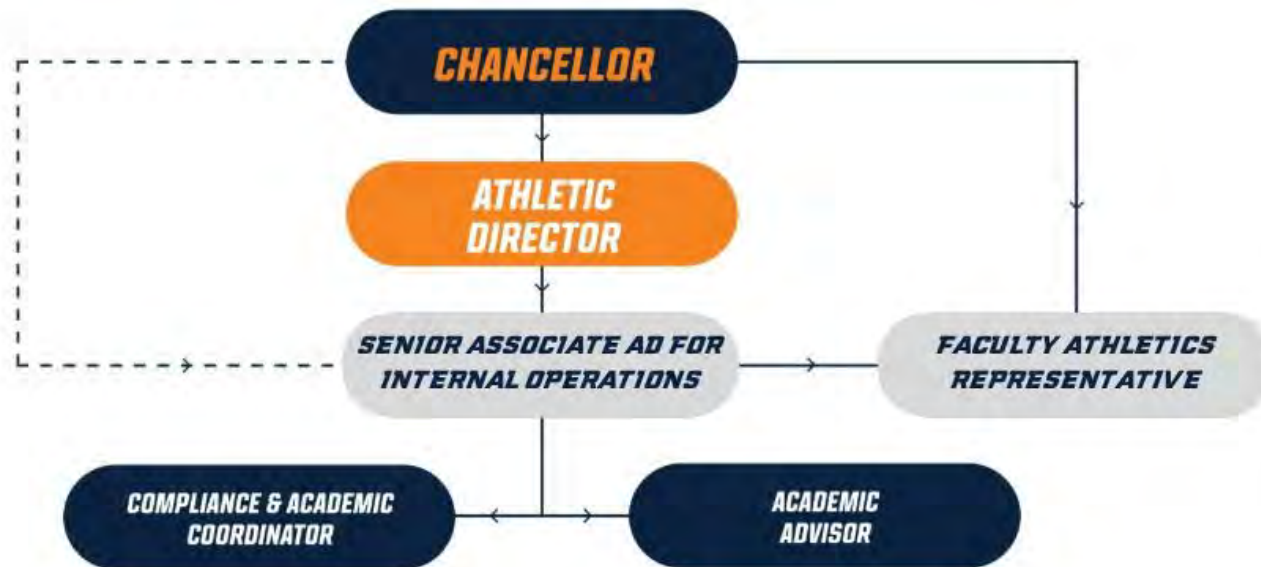 CHANCELLOR
ATHLETIC
DIRECTOR
SENIOR ASSOCIATE AD FOR
INTERNAL OPERATIONS
FACULTY ATHLETICS
REPRESENTATIVE
COMPLIANCE & ACADEMIC
COORDINATOR
ACADEMIC
ADVISOR